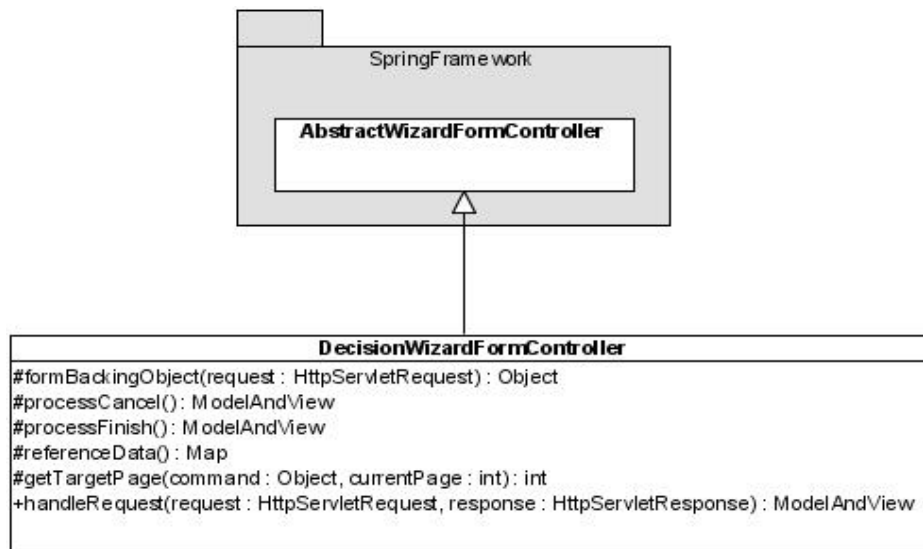 SpringFramework
AbstractWizardFormController
DecisionWizardFormController
#formBackingObject(request : HttpServletRequest) : Object
#processCancel() : ModelAndView
#processFinish() : ModelAndView
#referenceData() : Map
#getTargetPage(command : Object, currentPage : int) : int
+handleRequest(request : HttpServletRequest, response : HttpServletResponse) : ModelAndView